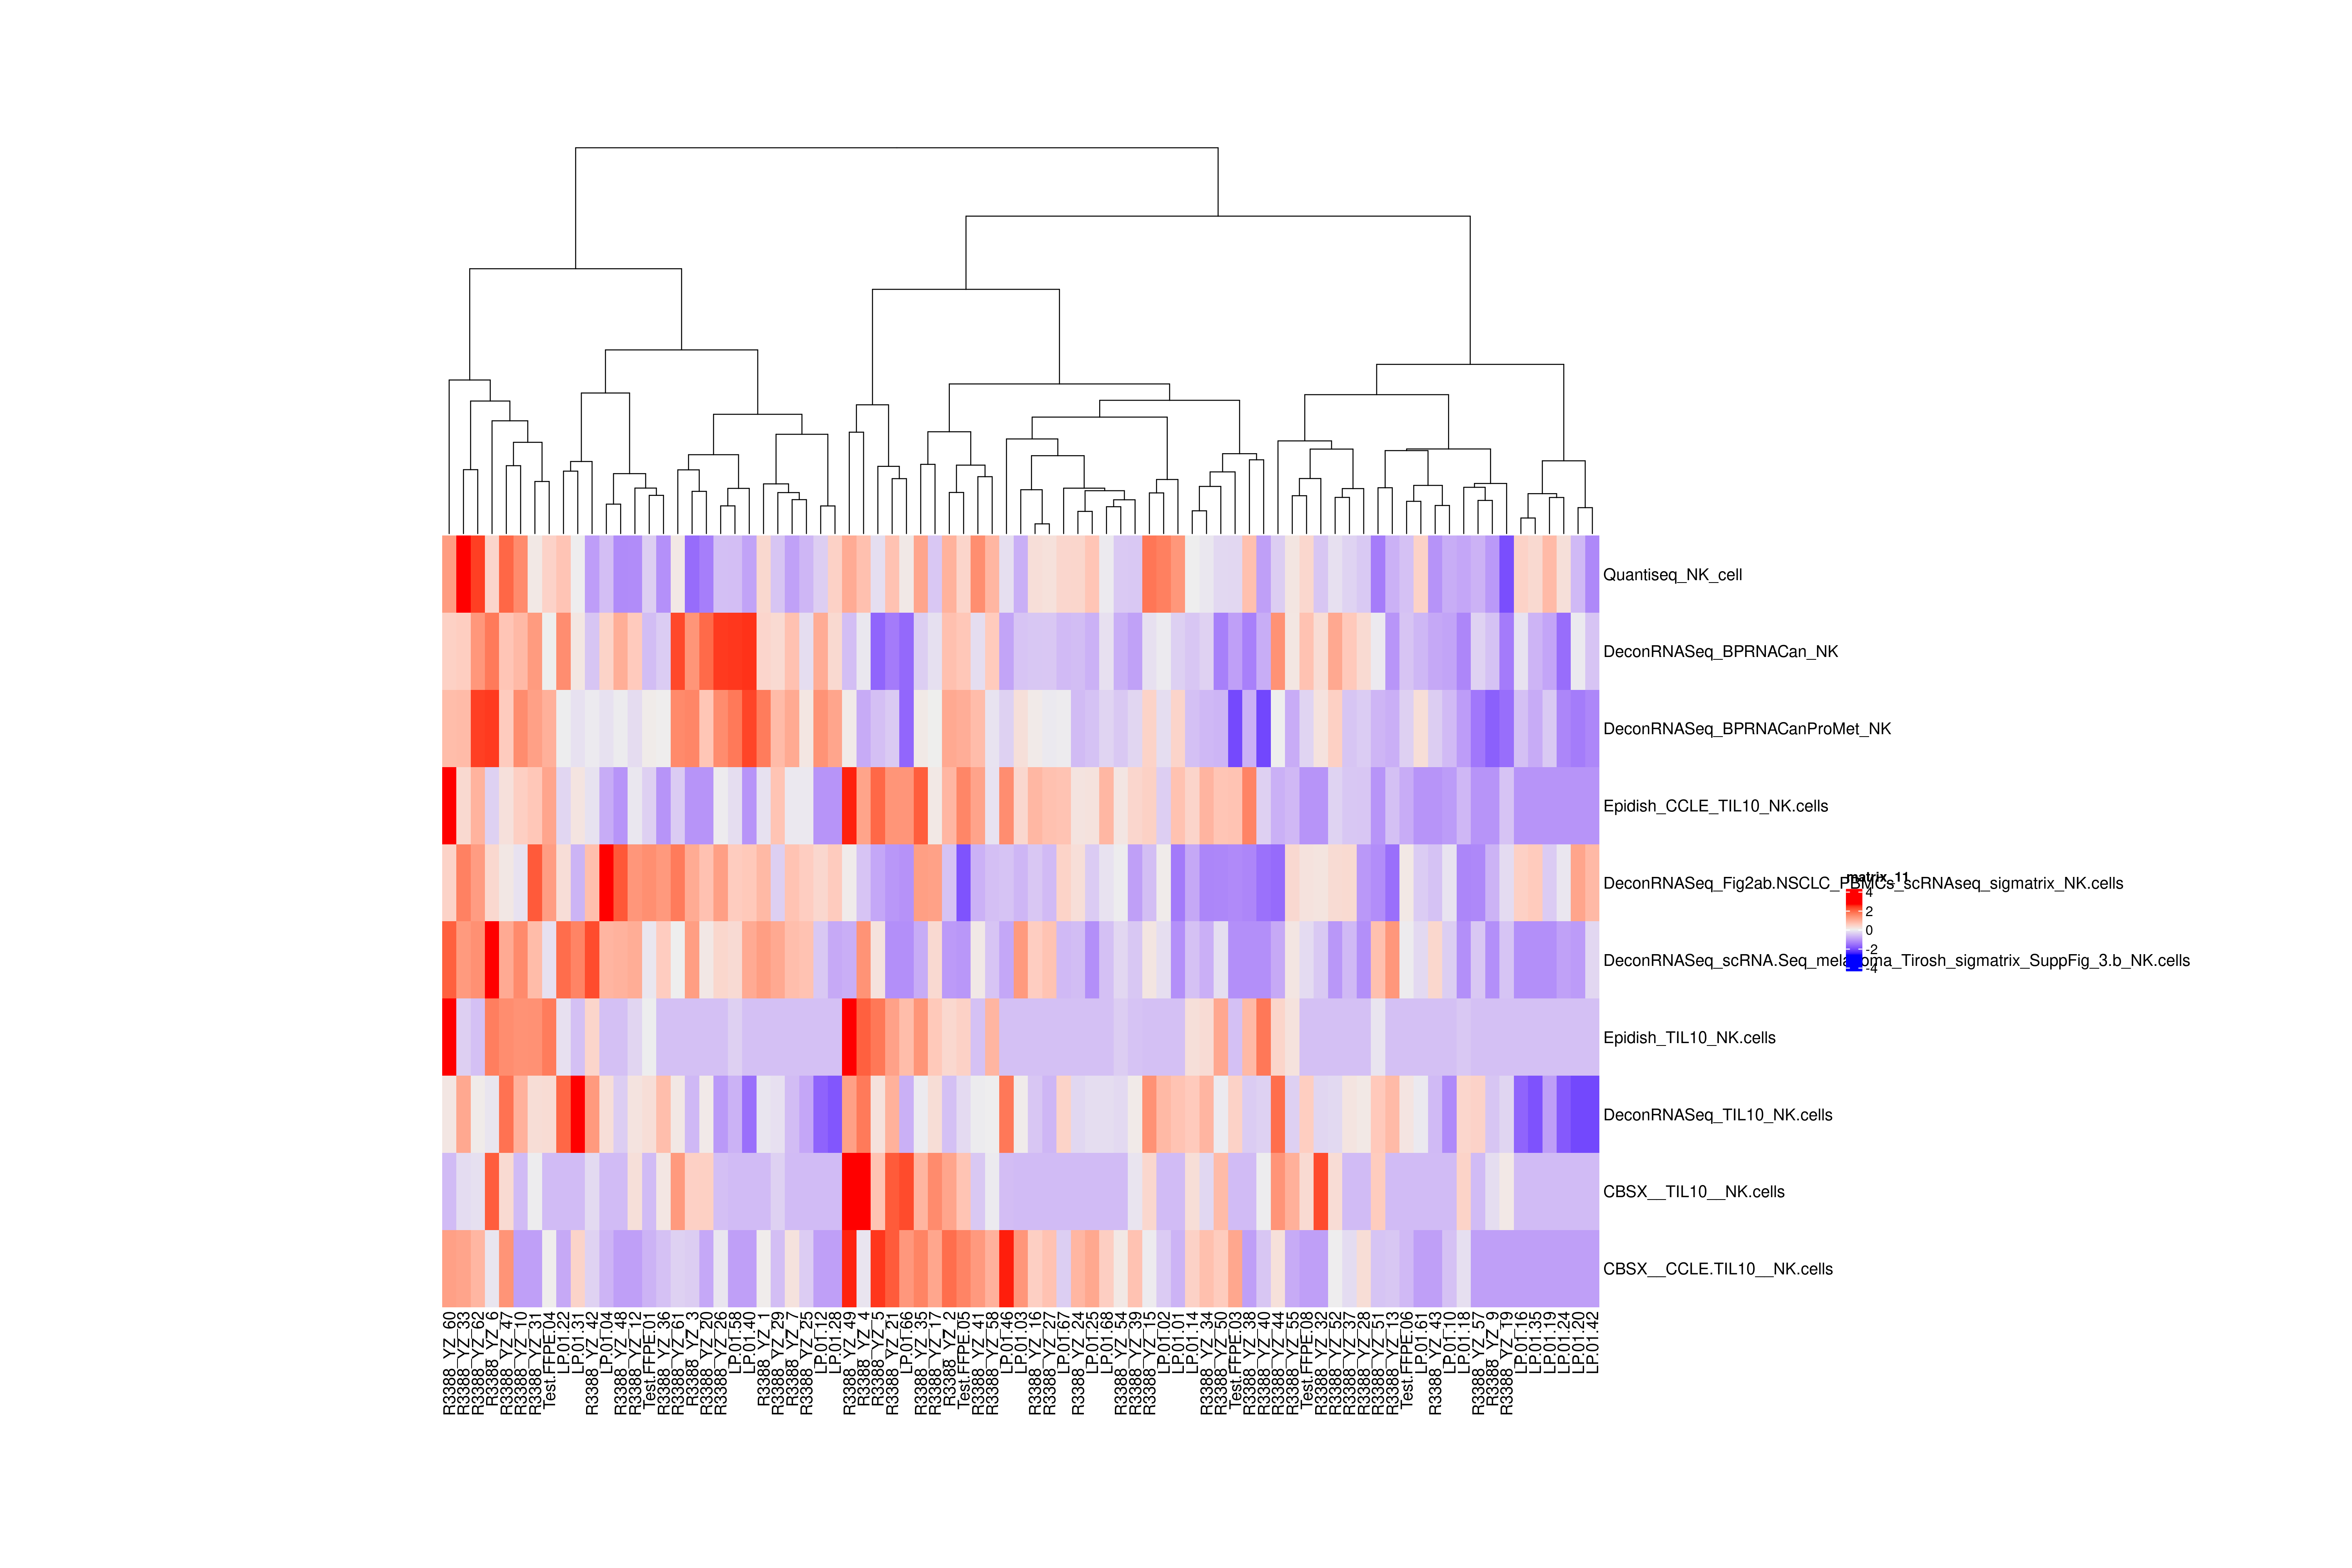 Quantiseq_NK_cell
DeconRNASeq_BPRNACan_NK
DeconRNASeq_BPRNACanProMet_NK
Epidish_CCLE_TIL10_NK.cells
DeconRNASeq_Fig2ab.NSCLC_PBMCs_scRNAseq_sigmatrix_NK.cells
DeconRNASeq_scRNA.Seq_melanoma_Tirosh_sigmatrix_SuppFig_3.b_NK.cells
Epidish_TIL10_NK.cells
DeconRNASeq_TIL10_NK.cells
CBSX__TIL10__NK.cells
CBSX__CCLE.TIL10__NK.cells
matrix_11
4
2
0
-2
-4
R3388_YZ_60
R3388_YZ_33
R3388_YZ_62
R3388_YZ_6
R3388_YZ_47
R3388_YZ_10
R3388_YZ_31
Test.FFPE.04
LP.01.22
LP.01.31
R3388_YZ_42
LP.01.04
R3388_YZ_48
R3388_YZ_12
Test.FFPE.01
R3388_YZ_36
R3388_YZ_61
R3388_YZ_3
R3388_YZ_20
R3388_YZ_26
LP.01.58
LP.01.40
R3388_YZ_1
R3388_YZ_29
R3388_YZ_7
R3388_YZ_25
LP.01.12
LP.01.28
R3388_YZ_49
R3388_YZ_4
R3388_YZ_5
R3388_YZ_21
LP.01.66
R3388_YZ_35
R3388_YZ_17
R3388_YZ_2
Test.FFPE.05
R3388_YZ_41
R3388_YZ_58
LP.01.46
LP.01.03
R3388_YZ_16
R3388_YZ_27
LP.01.67
R3388_YZ_24
LP.01.25
LP.01.68
R3388_YZ_54
R3388_YZ_39
R3388_YZ_15
LP.01.02
LP.01.01
LP.01.14
R3388_YZ_34
R3388_YZ_50
Test.FFPE.03
R3388_YZ_38
R3388_YZ_40
R3388_YZ_44
R3388_YZ_55
Test.FFPE.08
R3388_YZ_32
R3388_YZ_52
R3388_YZ_37
R3388_YZ_28
R3388_YZ_51
R3388_YZ_13
Test.FFPE.06
LP.01.61
R3388_YZ_43
LP.01.10
LP.01.18
R3388_YZ_57
R3388_YZ_9
R3388_YZ_19
LP.01.16
LP.01.35
LP.01.19
LP.01.24
LP.01.20
LP.01.42